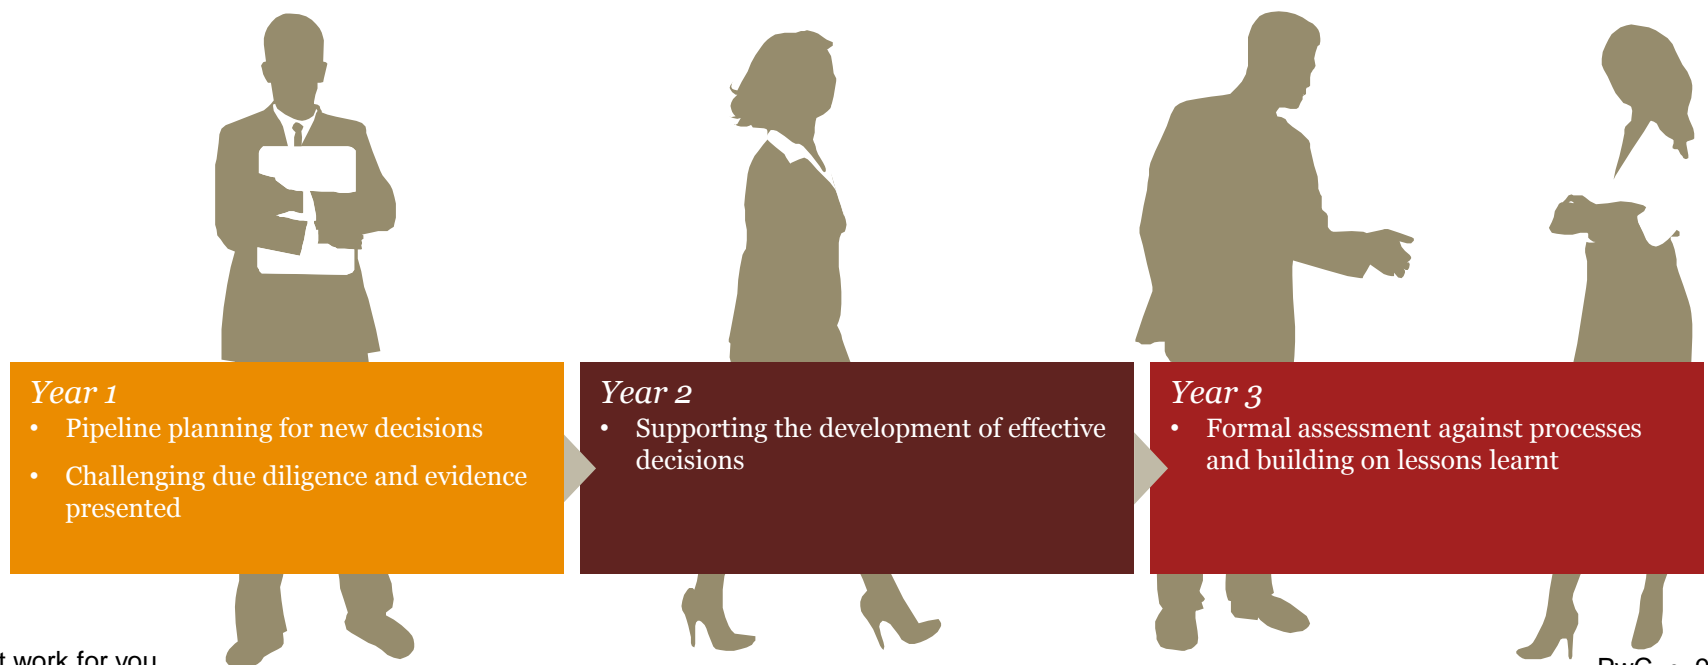 Year 1
• Pipeline planning for new decisions
• Challenging due diligence and evidence
presented
Year 2
• Supporting the development of effective
decisions
Year 3
• Formal assessment against processes
and building on lessons learnt
work for you
PwC